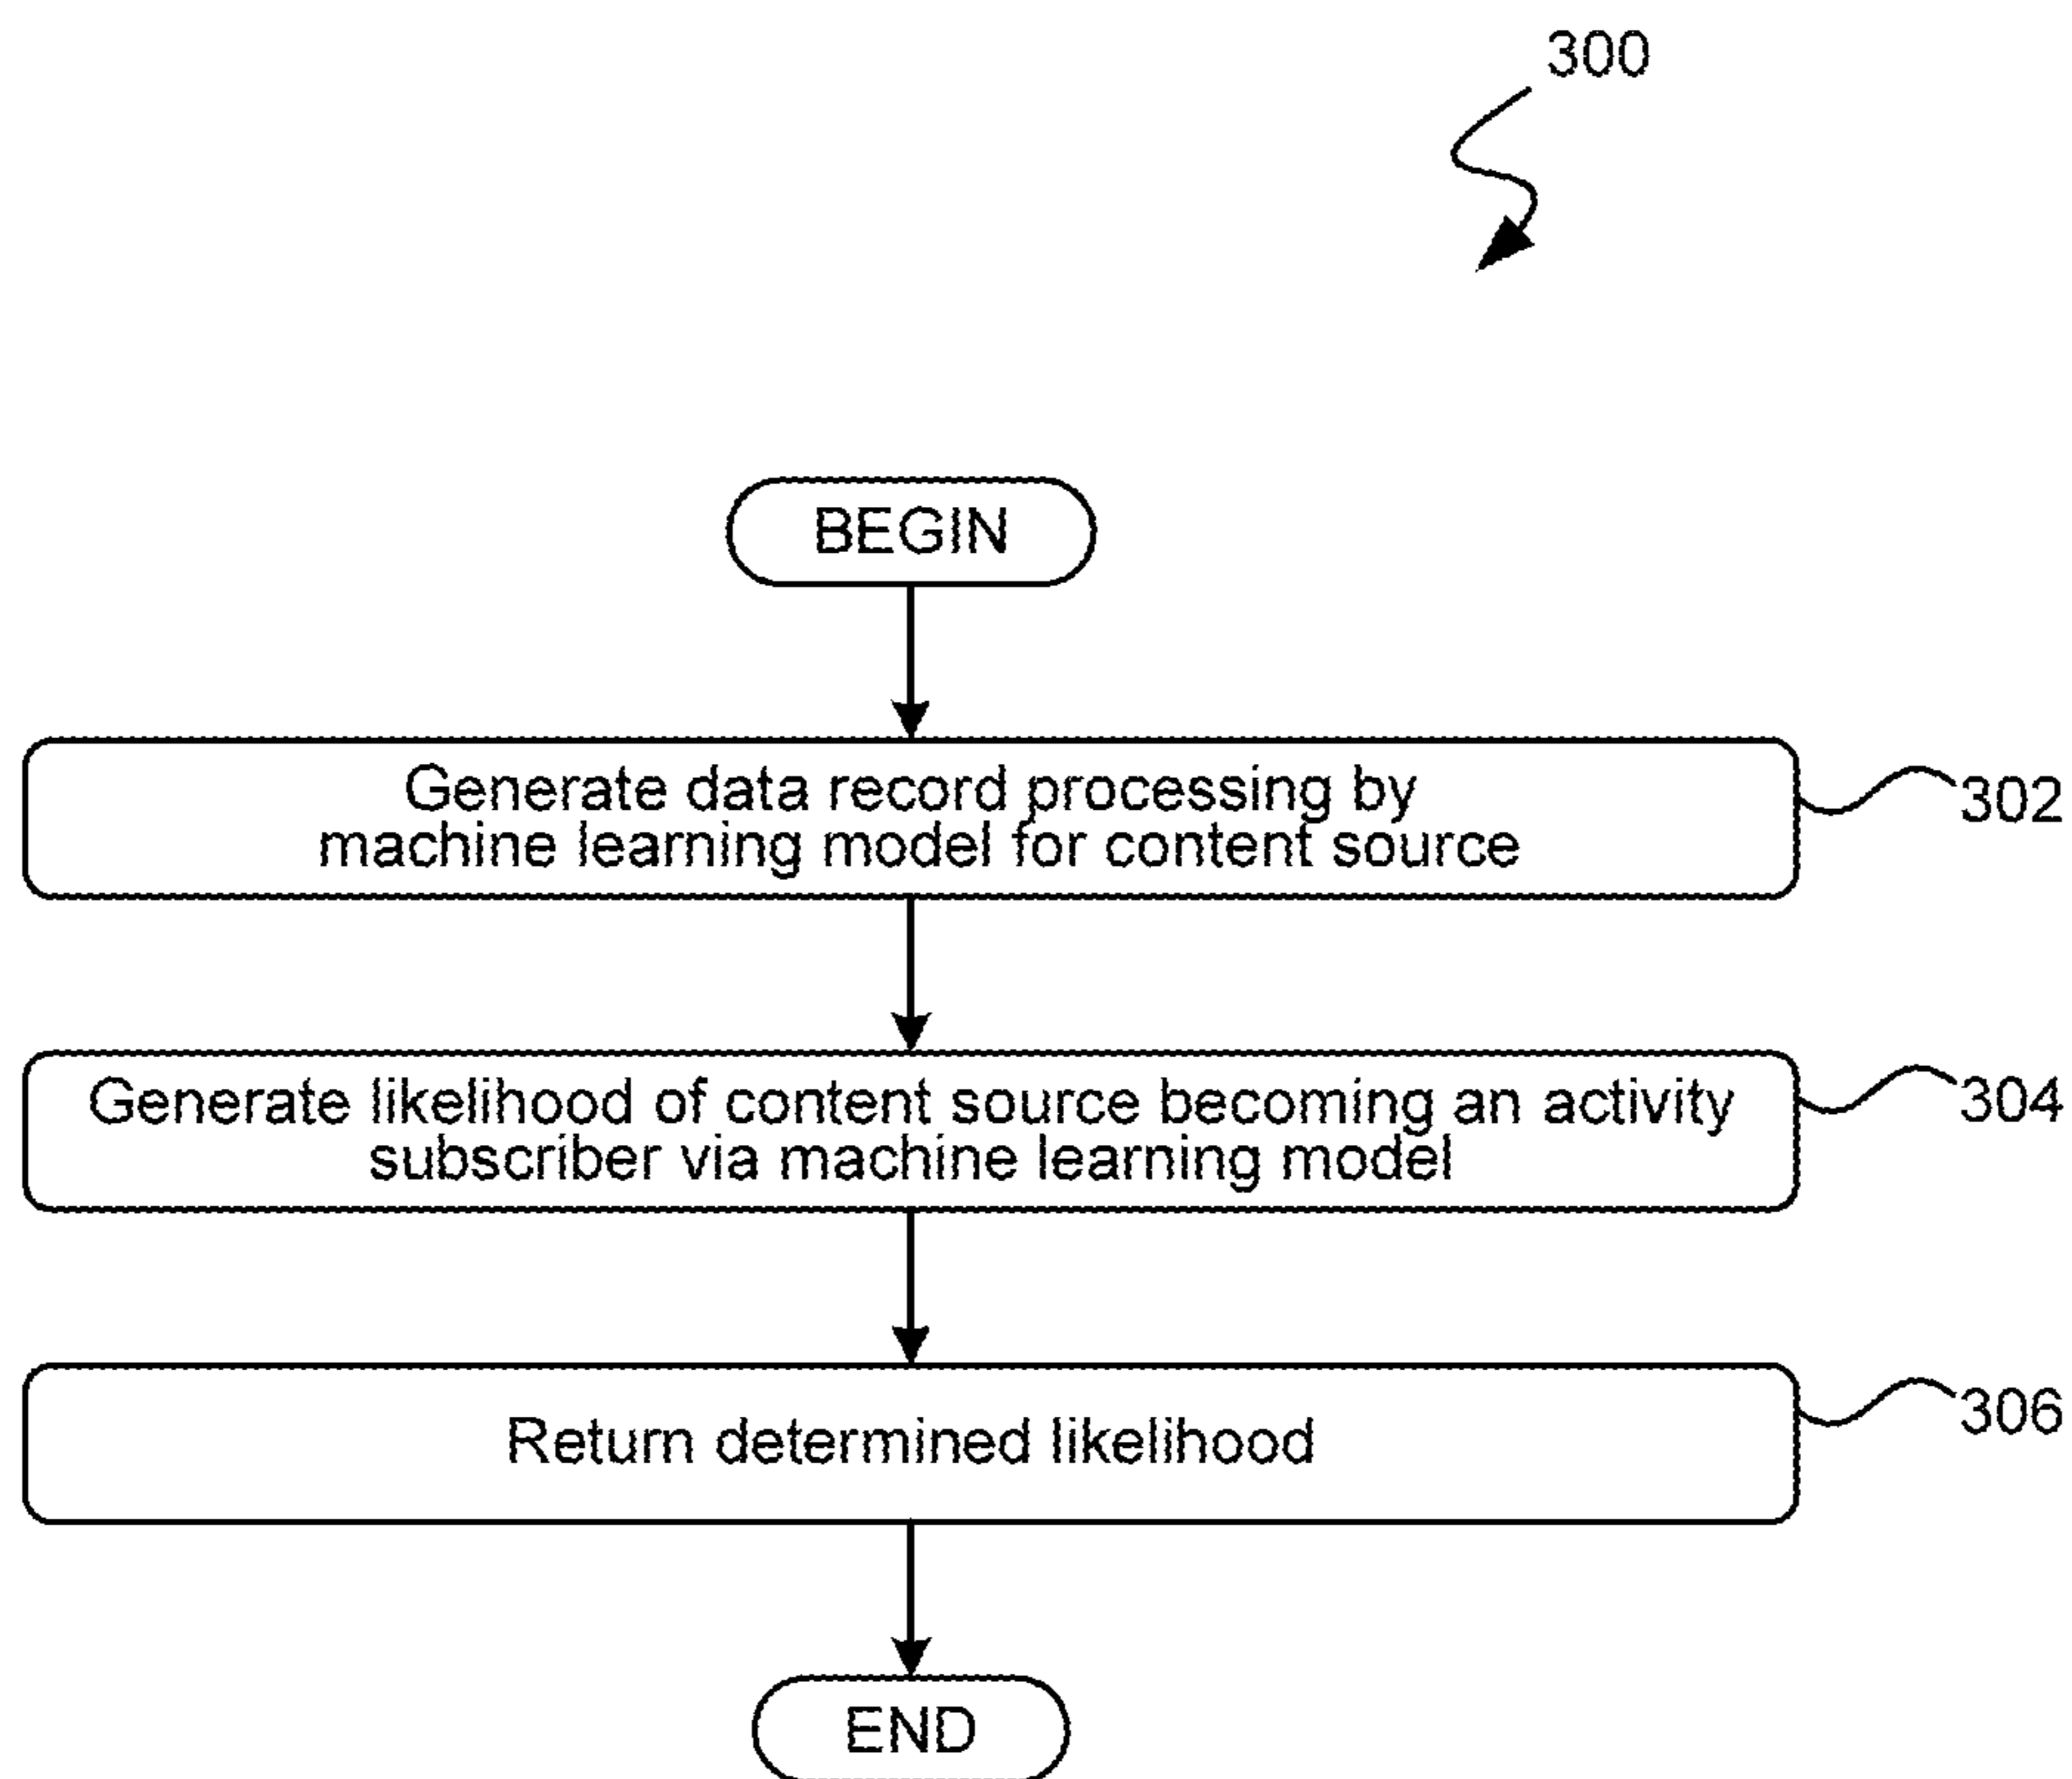 300
BEGIN
Generate data record processing by
machine learning model for content source
302
Generate likelihood of content source becoming an activity
subscriber via machine learning model
304
Return determined likelihood
306
END